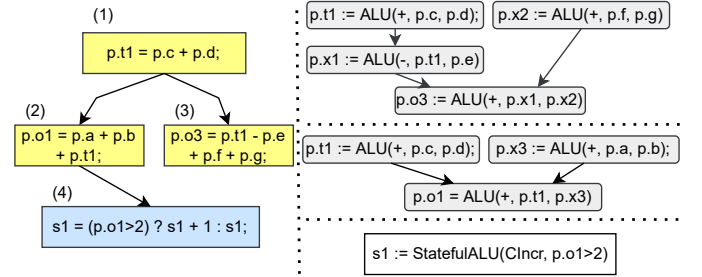 (1)
p.t1 = p.c + p.d;
(2)
p.o1 = p.a + p.b
+ p.t1;
(3)
p.o3 = p.t1 - p.e
+ p.f + p.g;
(4)
s1 = (p.o1>2) ? s1 + 1 : s1;
p.t1 := ALU(+, p.c, p.d);
p.x2 := ALU(+, p.f, p.g)
p.x1 := ALU(-, p.t1, p.e)
p.o3 := ALU(+, p.x1, p.x2)
p.t1 := ALU(+, p.c, p.d);
p.x3 := ALU(+, p.a, p.b);
p.o1 = ALU(+, p.t1, p.x3)
s1 := StatefulALU(CIncr, p.o1>2)